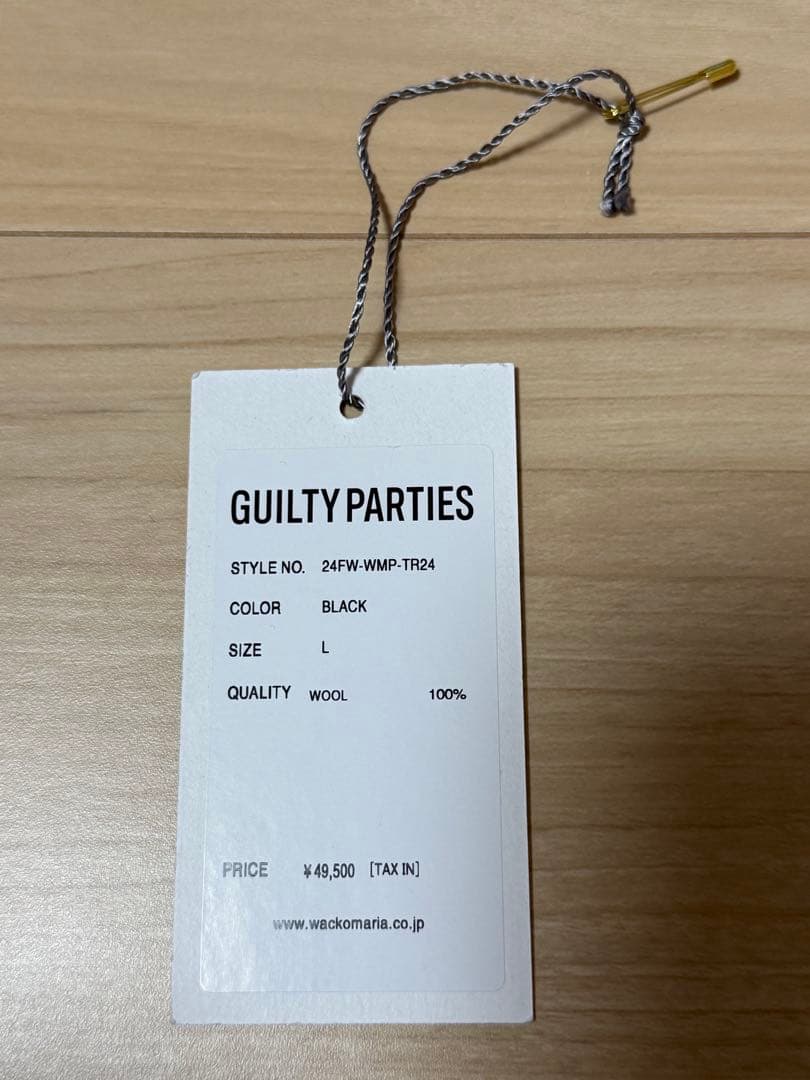 GUILTY PARTIES
STYLE NO. 24FW-WMP-TR24
COLOR BLACK
SIZE L
QUALITY WOOL 100%
PRICE ¥49,500 [TAX IN]
www.wackomaria.co.jp